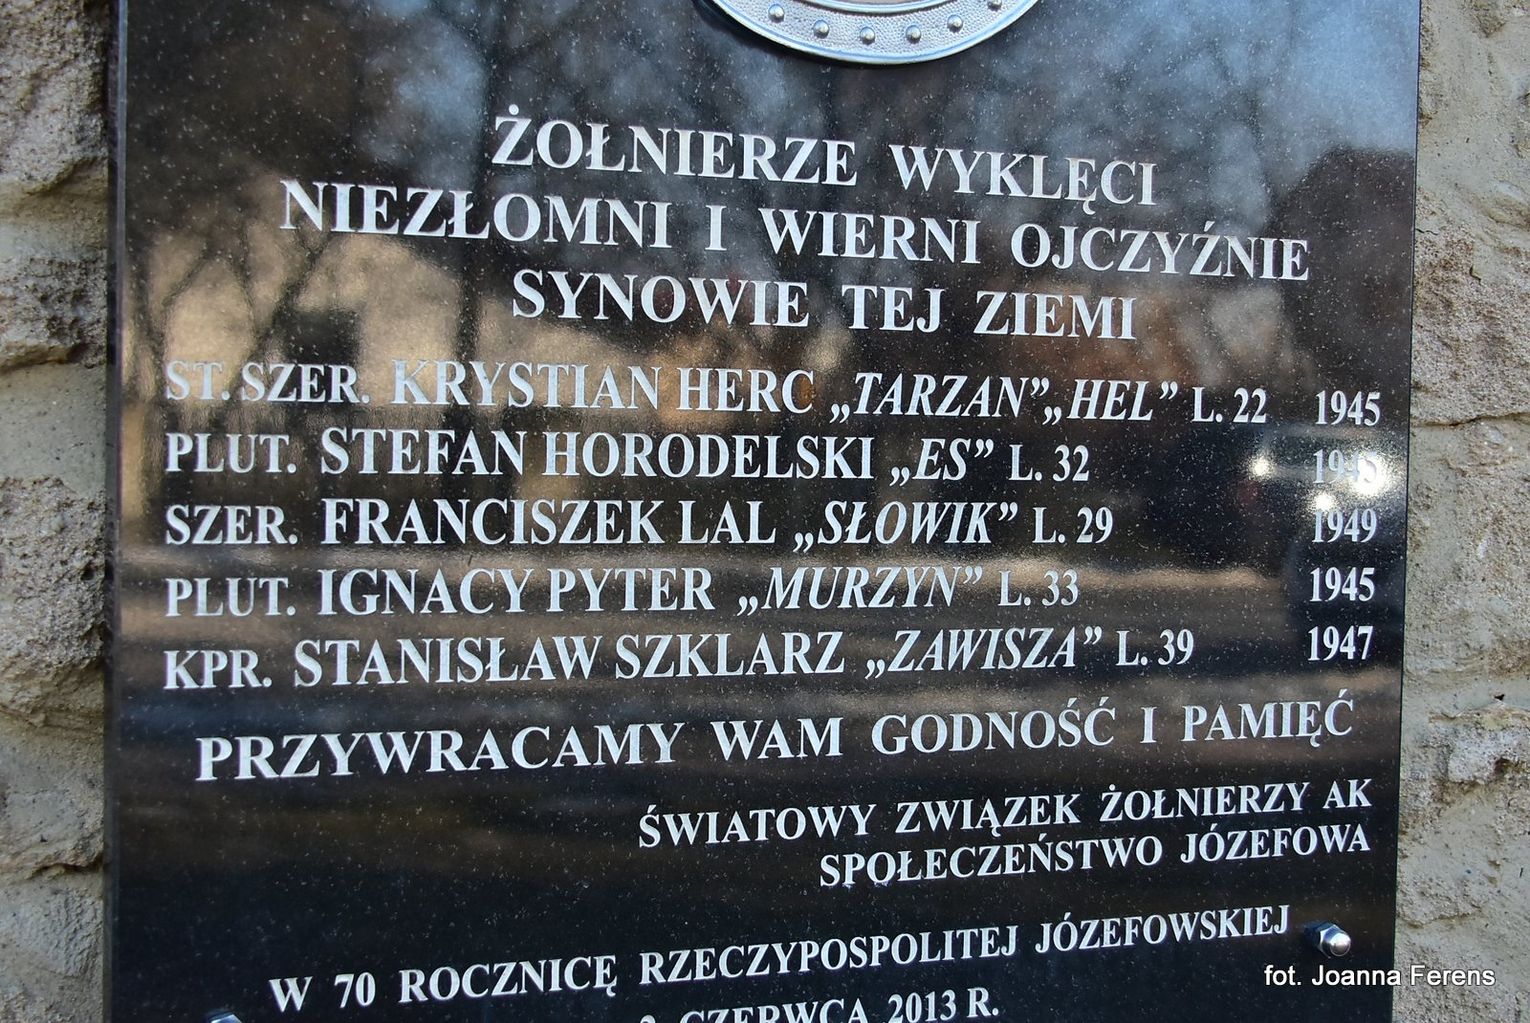 ŻOŁNIERZE WYKLĘCI
NIEZŁOMNI I WIERNI OJCZYŹNIE
SYNOWIE TEJ ZIEMI
ST. SZER. KRYSTIAN HERC „TARZAN”„HEL” L. 22 1945
PLUT. STEFAN HORODELSKI „ES” L. 32 1945
SZER. FRANCISZEK LAL „SŁOWIK” L. 29 1949
PLUT. IGNACY PYTER „MURZYN” L. 33 1945
KPR. STANISŁAW SZKLARZ „ZAWISZA” L. 39 1947
PRZYWRACAMY WAM GODNOŚĆ I PAMIĘĆ
ŚWIATOWY ZWIĄZEK ŻOŁNIERZY AK
SPOŁECZEŃSTWO JÓZEFOWA
W 70 ROCZNICĘ RZECZYPOSPOLITEJ JÓZEFOWSKIEJ
2 CZERWCA 2013 R.
fot. Joanna Ferens